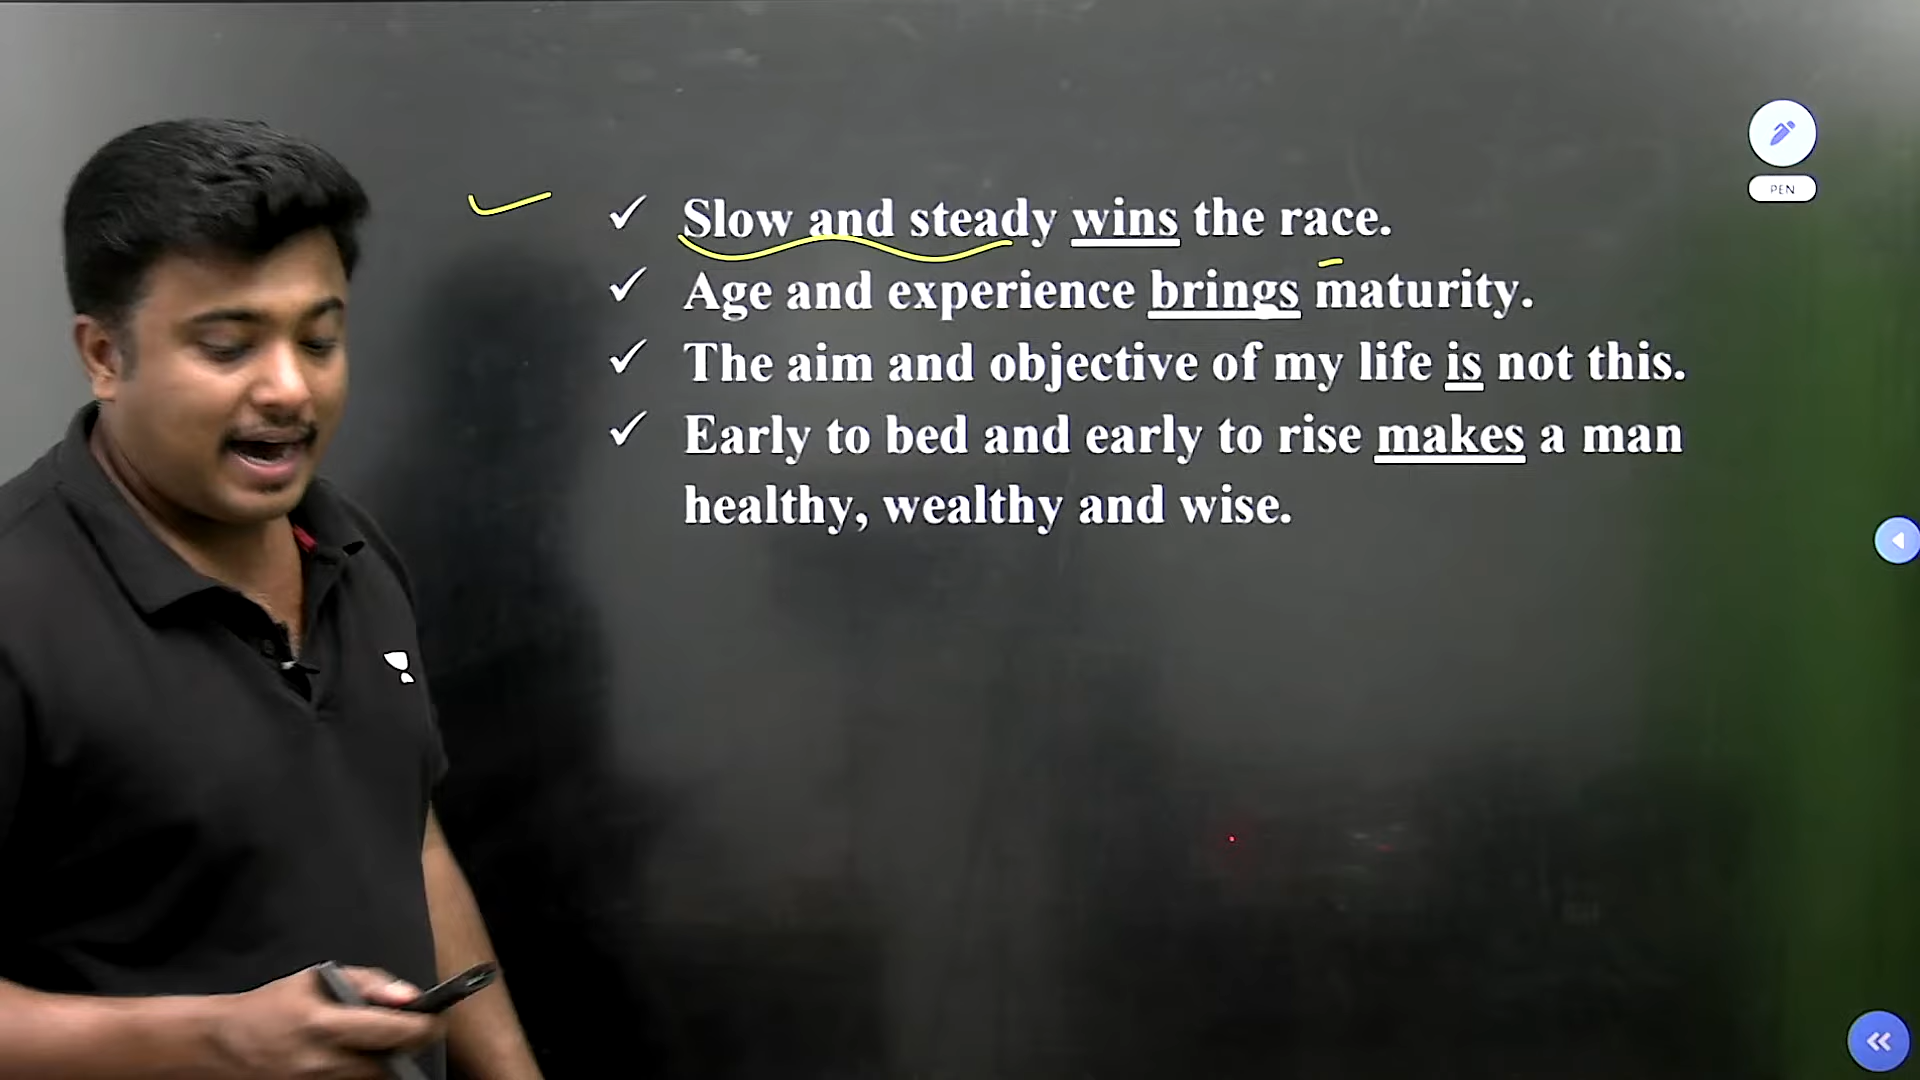 PEN
✓ Slow and steady wins the race.
✓ Age and experience brings maturity.
✓ The aim and objective of my life is not this.
✓ Early to bed and early to rise makes a man
healthy, wealthy and wise.